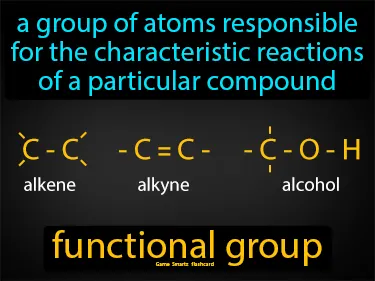 a group of atoms responsible
for the characteristic reactions
of a particular compound
C - C   - C = C -   - C - O - H
alkene   alkyne   alcohol
functional group
Game Smartz flashcard